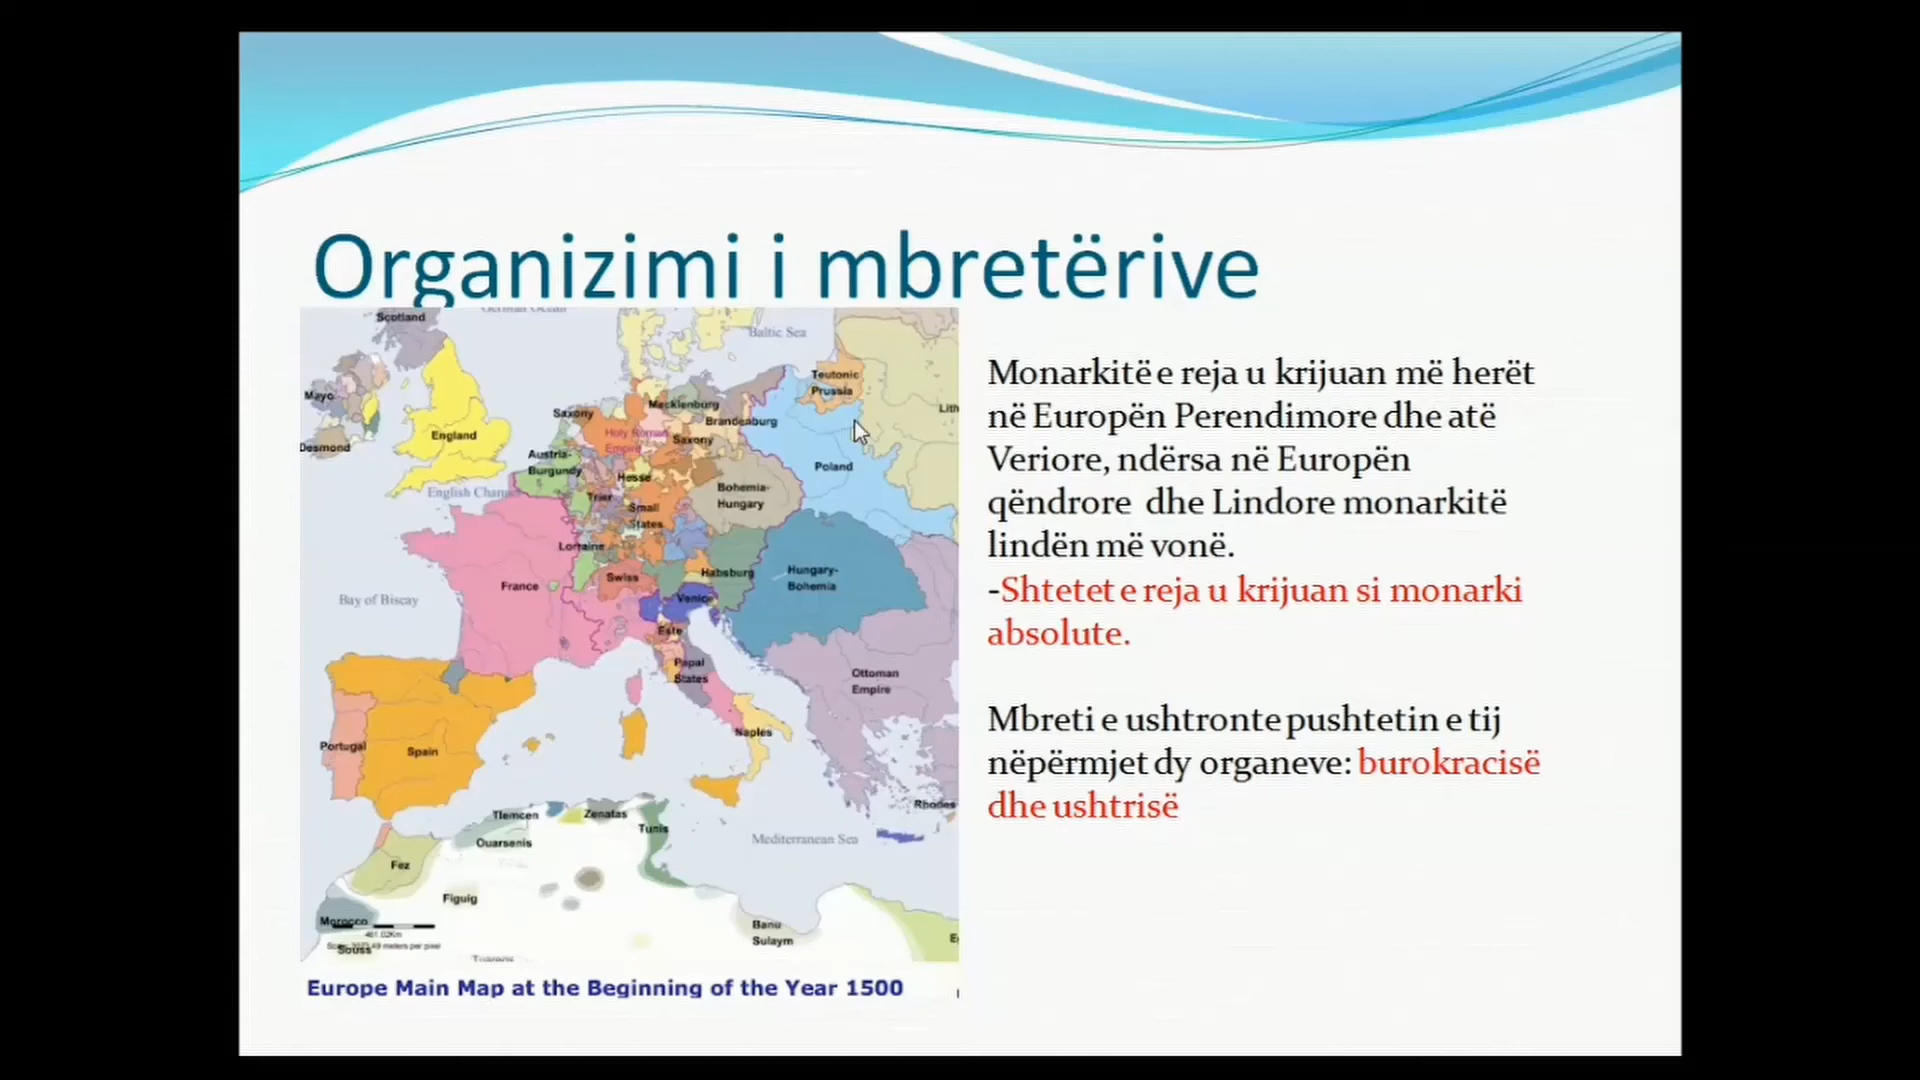 Organizimi i mbretërive
Scotland
Baltic Sea
Mayo
Teutonic
Prussia
Saxony
Mecklenburg
Brandenburg
England
Holy Roman
Empire
Saxony
Desmond
Austria-
Burgundy
Poland
Hesse
English
Trier
Bohemia-
Hungary
Small
States
Lorraine
France
Swiss
Habsburg
Hungary-
Bohemia
Bay of Biscay
Venice
Este
Papal
States
Ottoman
Empire
Naples
Portugal
Spain
Rhodes
Tlemcen
Zenatas
Tunis
Ouarsenis
Mediterranean Sea
Fez
Figuig
Morocco
Souss
Banu
Sulaym
Europe Main Map at the Beginning of the Year 1500
Monarkitë e reja u krijuan më herët
në Europën Perendimore dhe atë
Veriore, ndërsa në Europën
qëndrore dhe Lindore monarkitë
lindën më vonë.
-Shtetet e reja u krijuan si monarki
absolute.
Mbreti e ushtronte pushtetin e tij
nëpërmjet dy organeve: burokracisë
dhe ushtrisë